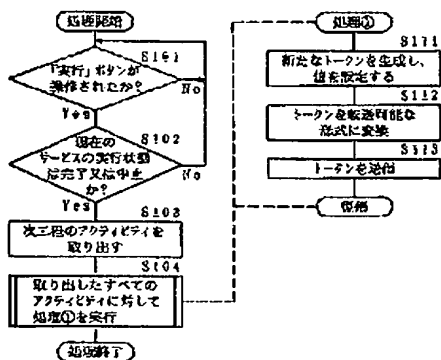 処理開始
S101
「実行」ボタンが
操作されたか?
No
Yes
S102
現在の
サービスの実行状態
は完了又は中止
か?
No
Yes
S103
次工程のアクティビティを
取り出す
S104
取り出したすべての
アクティビティに対して
処理①を実行
処理終了
処理①
S111
新たなトークンを生成し、
値を設定する
S112
トークンを転送可能な
形式に変換
S113
トークンを送信
復帰